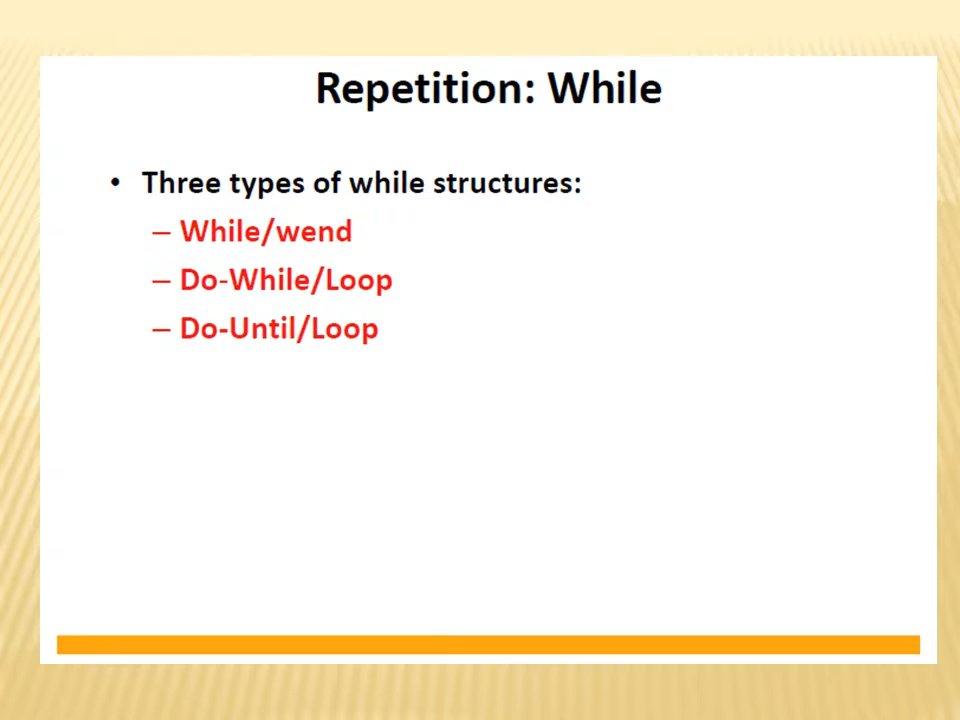 Repetition: While
• Three types of while structures:
– While/wend
– Do-While/Loop
– Do-Until/Loop